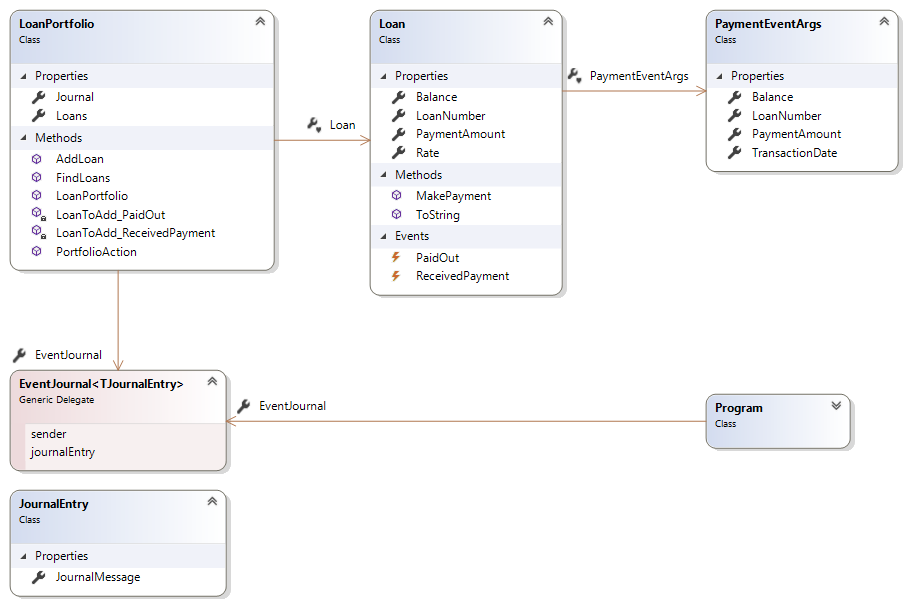 LoanPortfolio
Class
Properties
Journal
Loans
Methods
AddLoan
FindLoans
LoanPortfolio
LoanToAdd_PaidOut
LoanToAdd_ReceivedPayment
PortfolioAction
Loan
Loan
Class
Properties
Balance
LoanNumber
PaymentAmount
Rate
Methods
MakePayment
ToString
Events
PaidOut
ReceivedPayment
PaymentEventArgs
PaymentEventArgs
Class
Properties
Balance
LoanNumber
PaymentAmount
TransactionDate
EventJournal
EventJournal<TJournalEntry>
Generic Delegate
sender
journalEntry
EventJournal
Program
Class
JournalEntry
Class
Properties
JournalMessage